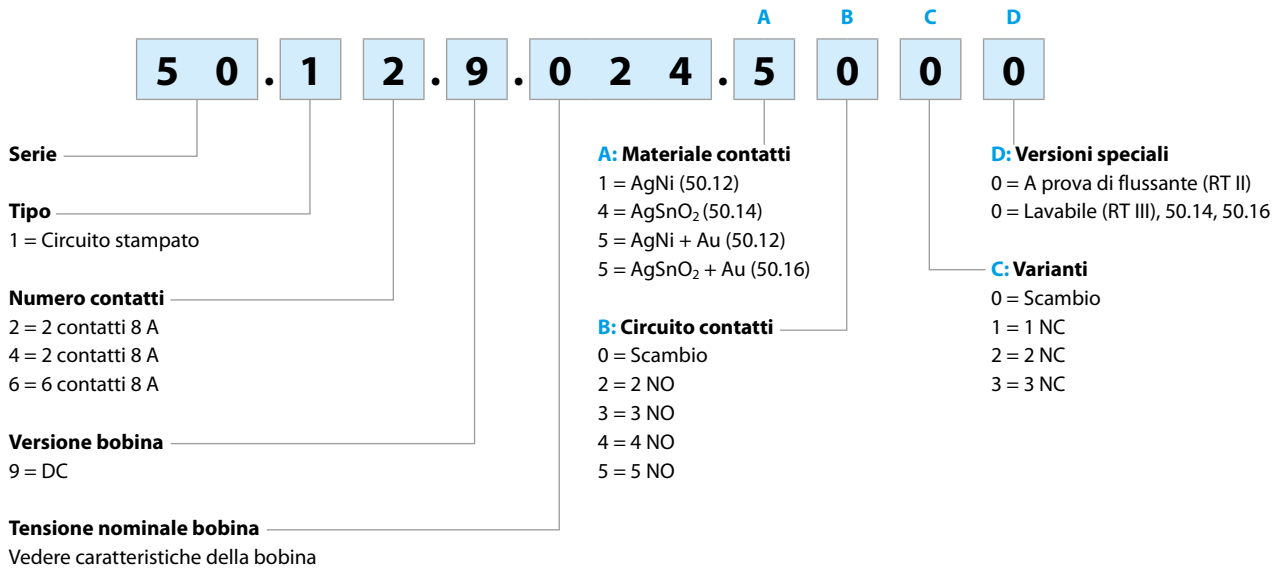 A B C D
5 0 . 1 2 . 9 . 0 2 4 . 5 0 0 0
Serie
Tipo
1 = Circuito stampato
Numero contatti
2 = 2 contatti 8 A
4 = 2 contatti 8 A
6 = 6 contatti 8 A
Versione bobina
9 = DC
Tensione nominale bobina
Vedere caratteristiche della bobina
A: Materiale contatti
1 = AgNi (50.12)
4 = AgSnO₂ (50.14)
5 = AgNi + Au (50.12)
5 = AgSnO₂ + Au (50.16)
B: Circuito contatti
0 = Scambio
2 = 2 NO
3 = 3 NO
4 = 4 NO
5 = 5 NO
D: Versioni speciali
0 = A prova di flussante (RT II)
0 = Lavabile (RT III), 50.14, 50.16
C: Varianti
0 = Scambio
1 = 1 NC
2 = 2 NC
3 = 3 NC